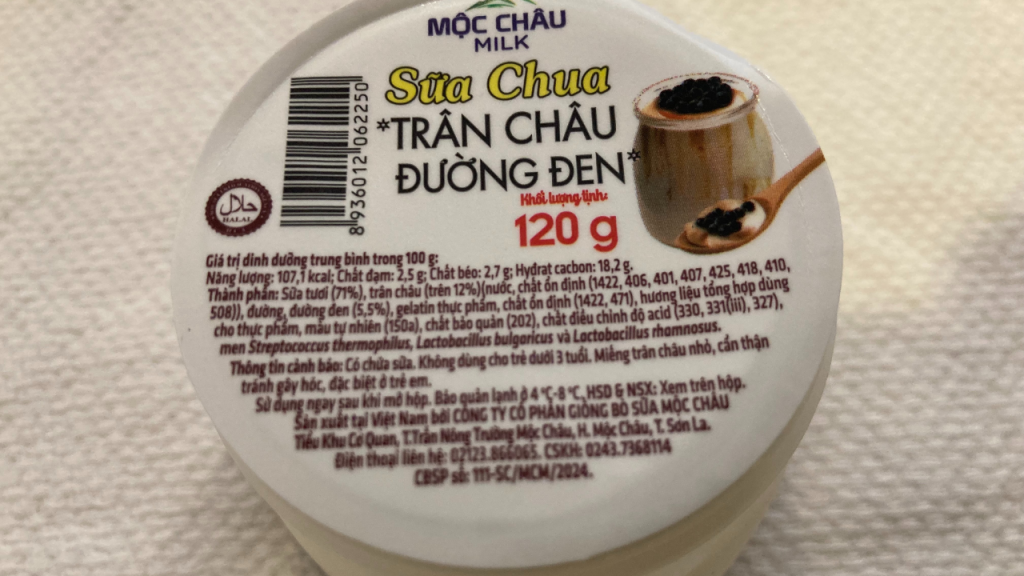 MỘC CHÂU
MILK
Sữa Chua
*TRÂN CHÂU
ĐƯỜNG ĐEN*
Khối lượng tịnh:
120 g
8 936012 062250
حلال
HALAL
Giá trị dinh dưỡng trung bình trong 100 g:
Năng lượng: 107,1 kcal; Chất đạm: 2,5 g; Chất béo: 2,7 g; Hydrat cacbon: 18,2 g.
Thành phần: Sữa tươi (71%), trân châu (trên 12%)(nước, chất ổn định (1422, 406, 401, 407, 425, 418, 410,
508)), đường, đường đen (5,5%), gelatin thực phẩm, chất ổn định (1422, 471), hương liệu tổng hợp dùng
cho thực phẩm, màu tự nhiên (150a), chất bảo quản (202), chất điều chỉnh độ acid (330, 331(iii), 327),
men Streptococcus thermophilus, Lactobacillus bulgaricus và Lactobacillus rhamnosus.
Thông tin cảnh báo: Có chứa sữa. Không dùng cho trẻ dưới 3 tuổi. Miếng trân châu nhỏ, cẩn thận
tránh gây hóc, đặc biệt ở trẻ em.
Sử dụng ngay sau khi mở hộp. Bảo quản lạnh ở 4 °C-8 °C, HSD & NSX: Xem trên hộp.
Sản xuất tại Việt Nam bởi CÔNG TY CỔ PHẦN GIỐNG BÒ SỮA MỘC CHÂU
Tiểu Khu Cơ Quan, T.Trấn Nông Trường Mộc Châu, H. Mộc Châu, T. Sơn La.
Điện thoại liên hệ: 02123.866065. CSKH: 0243.7368114
CBSP số: 111-SC/MCM/2024.